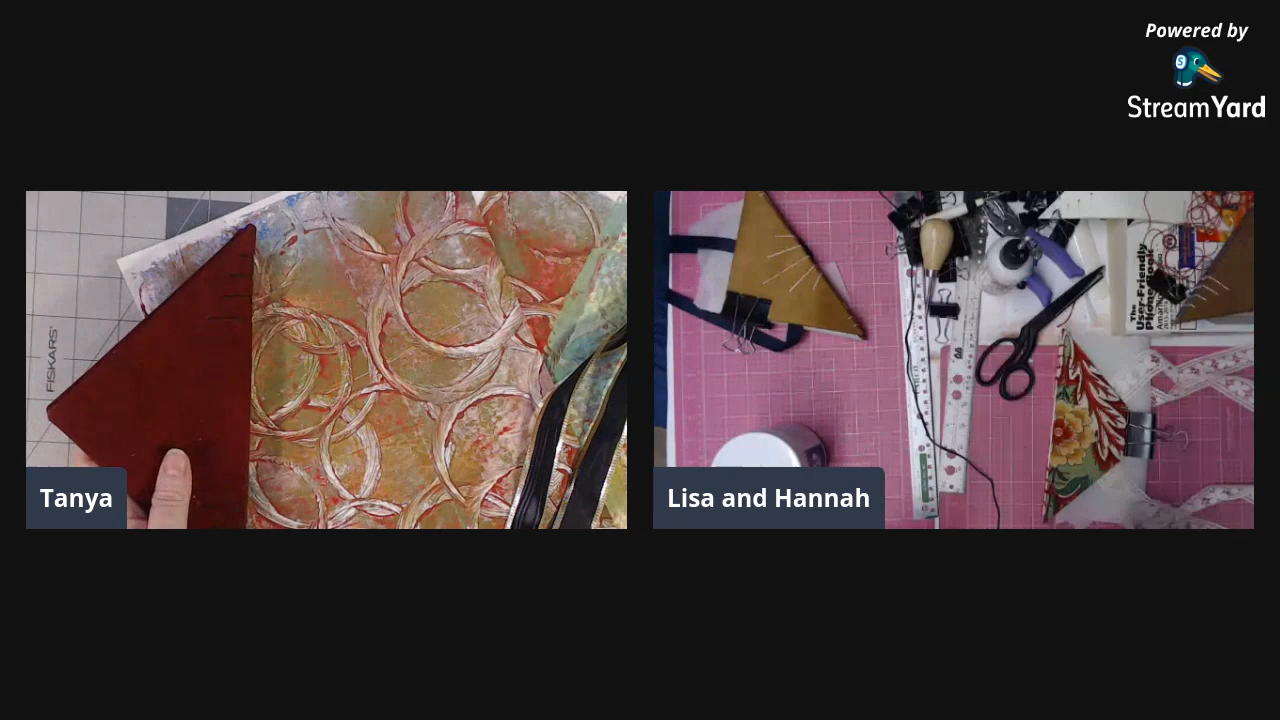 Powered by
StreamYard
FISKARS
The
User-Friendly
Tanya
Lisa and Hannah